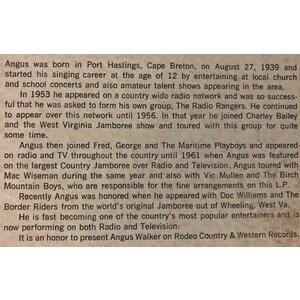 Angus was born in Port Hastings, Cape Breton, on August 27, 1939 and
started his singing career at the age of 12 by entertaining at local church
and school concerts and also amateur talent shows appearing in the area.
In 1953 he appeared on a country wide radio network and was so success-
ful that he was asked to form his own group, The Radio Rangers. He continued
to appear over this network until 1956. In that year he joined Charley Bailey
and the West Virginia Jamboree show and toured with this group for quite
some time.
Angus then joined Fred, George and The Maritime Playboys and appeared
on radio and TV throughout the country until 1961 when Angus was featured
on the largest Country Jamboree over Radio and Television. Angus toured with
Mac Wiseman during the same year and also with Vic Mullen and The Birch
Mountain Boys, who are responsible for the fine arrangements on this L.P.
Recently Angus was honored when he appeared with Doc Williams and The
Border Riders from the world's original Jamboree out of Wheeling, West Va.
He is fast becoming one of the country's most popular entertainers and is
now performing on both Radio and Television.
It is an honor to present Angus Walker on Rodeo Country & Western Records.